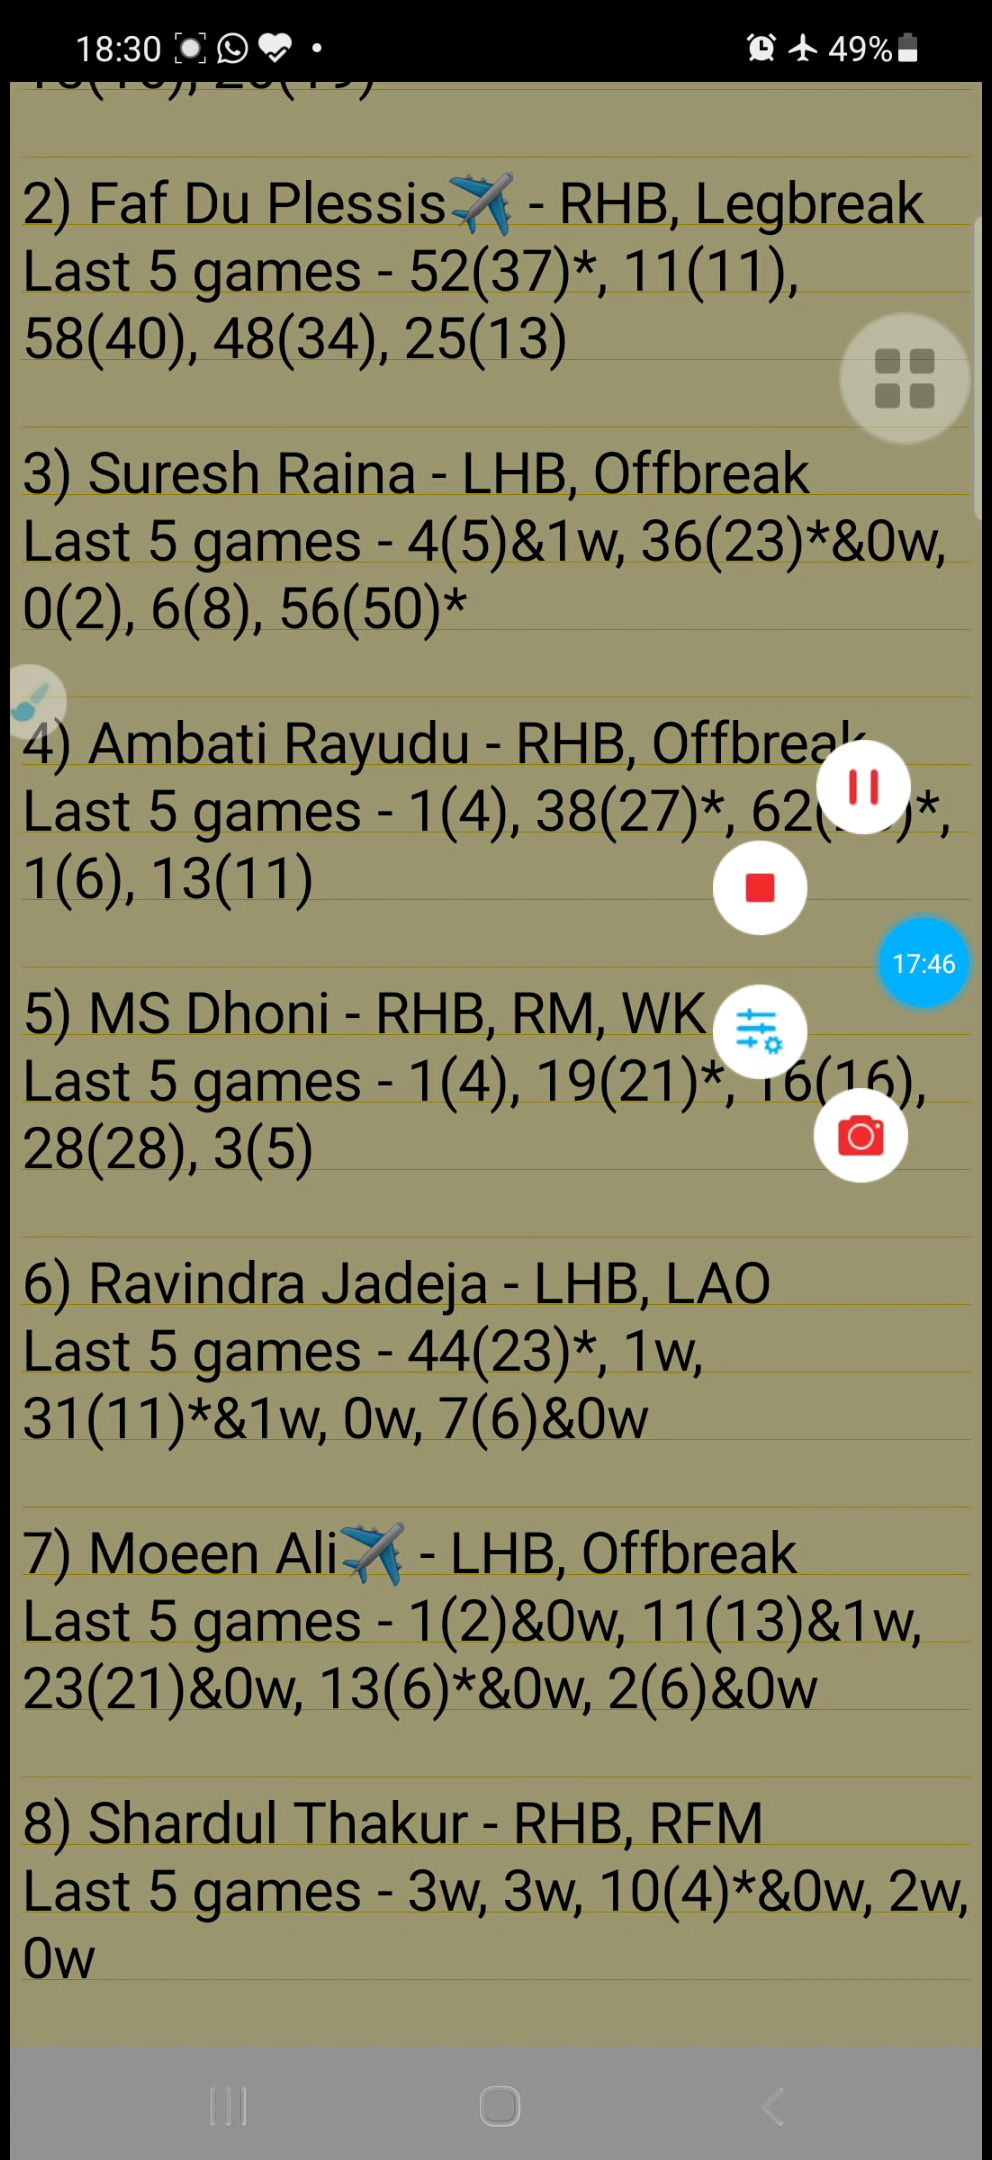 18:30
49%
2) Faf Du Plessis✈️ - RHB, Legbreak
Last 5 games - 52(37)*, 11(11),
58(40), 48(34), 25(13)
3) Suresh Raina - LHB, Offbreak
Last 5 games - 4(5)&1w, 36(23)*&0w,
0(2), 6(8), 56(50)*
4) Ambati Rayudu - RHB, Offbreak
Last 5 games - 1(4), 38(27)*,
1(6), 13(11)
17:46
5) MS Dhoni - RHB, RM, WK
Last 5 games - 1(4), 19(21)*, 16(16),
28(28), 3(5)
6) Ravindra Jadeja - LHB, LAO
Last 5 games - 44(23)*, 1w,
31(11)*&1w, 0w, 7(6)&0w
7) Moeen Ali✈️ - LHB, Offbreak
Last 5 games - 1(2)&0w, 11(13)&1w,
23(21)&0w, 13(6)*&0w, 2(6)&0w
8) Shardul Thakur - RHB, RFM
Last 5 games - 3w, 3w, 10(4)*&0w, 2w,
0w